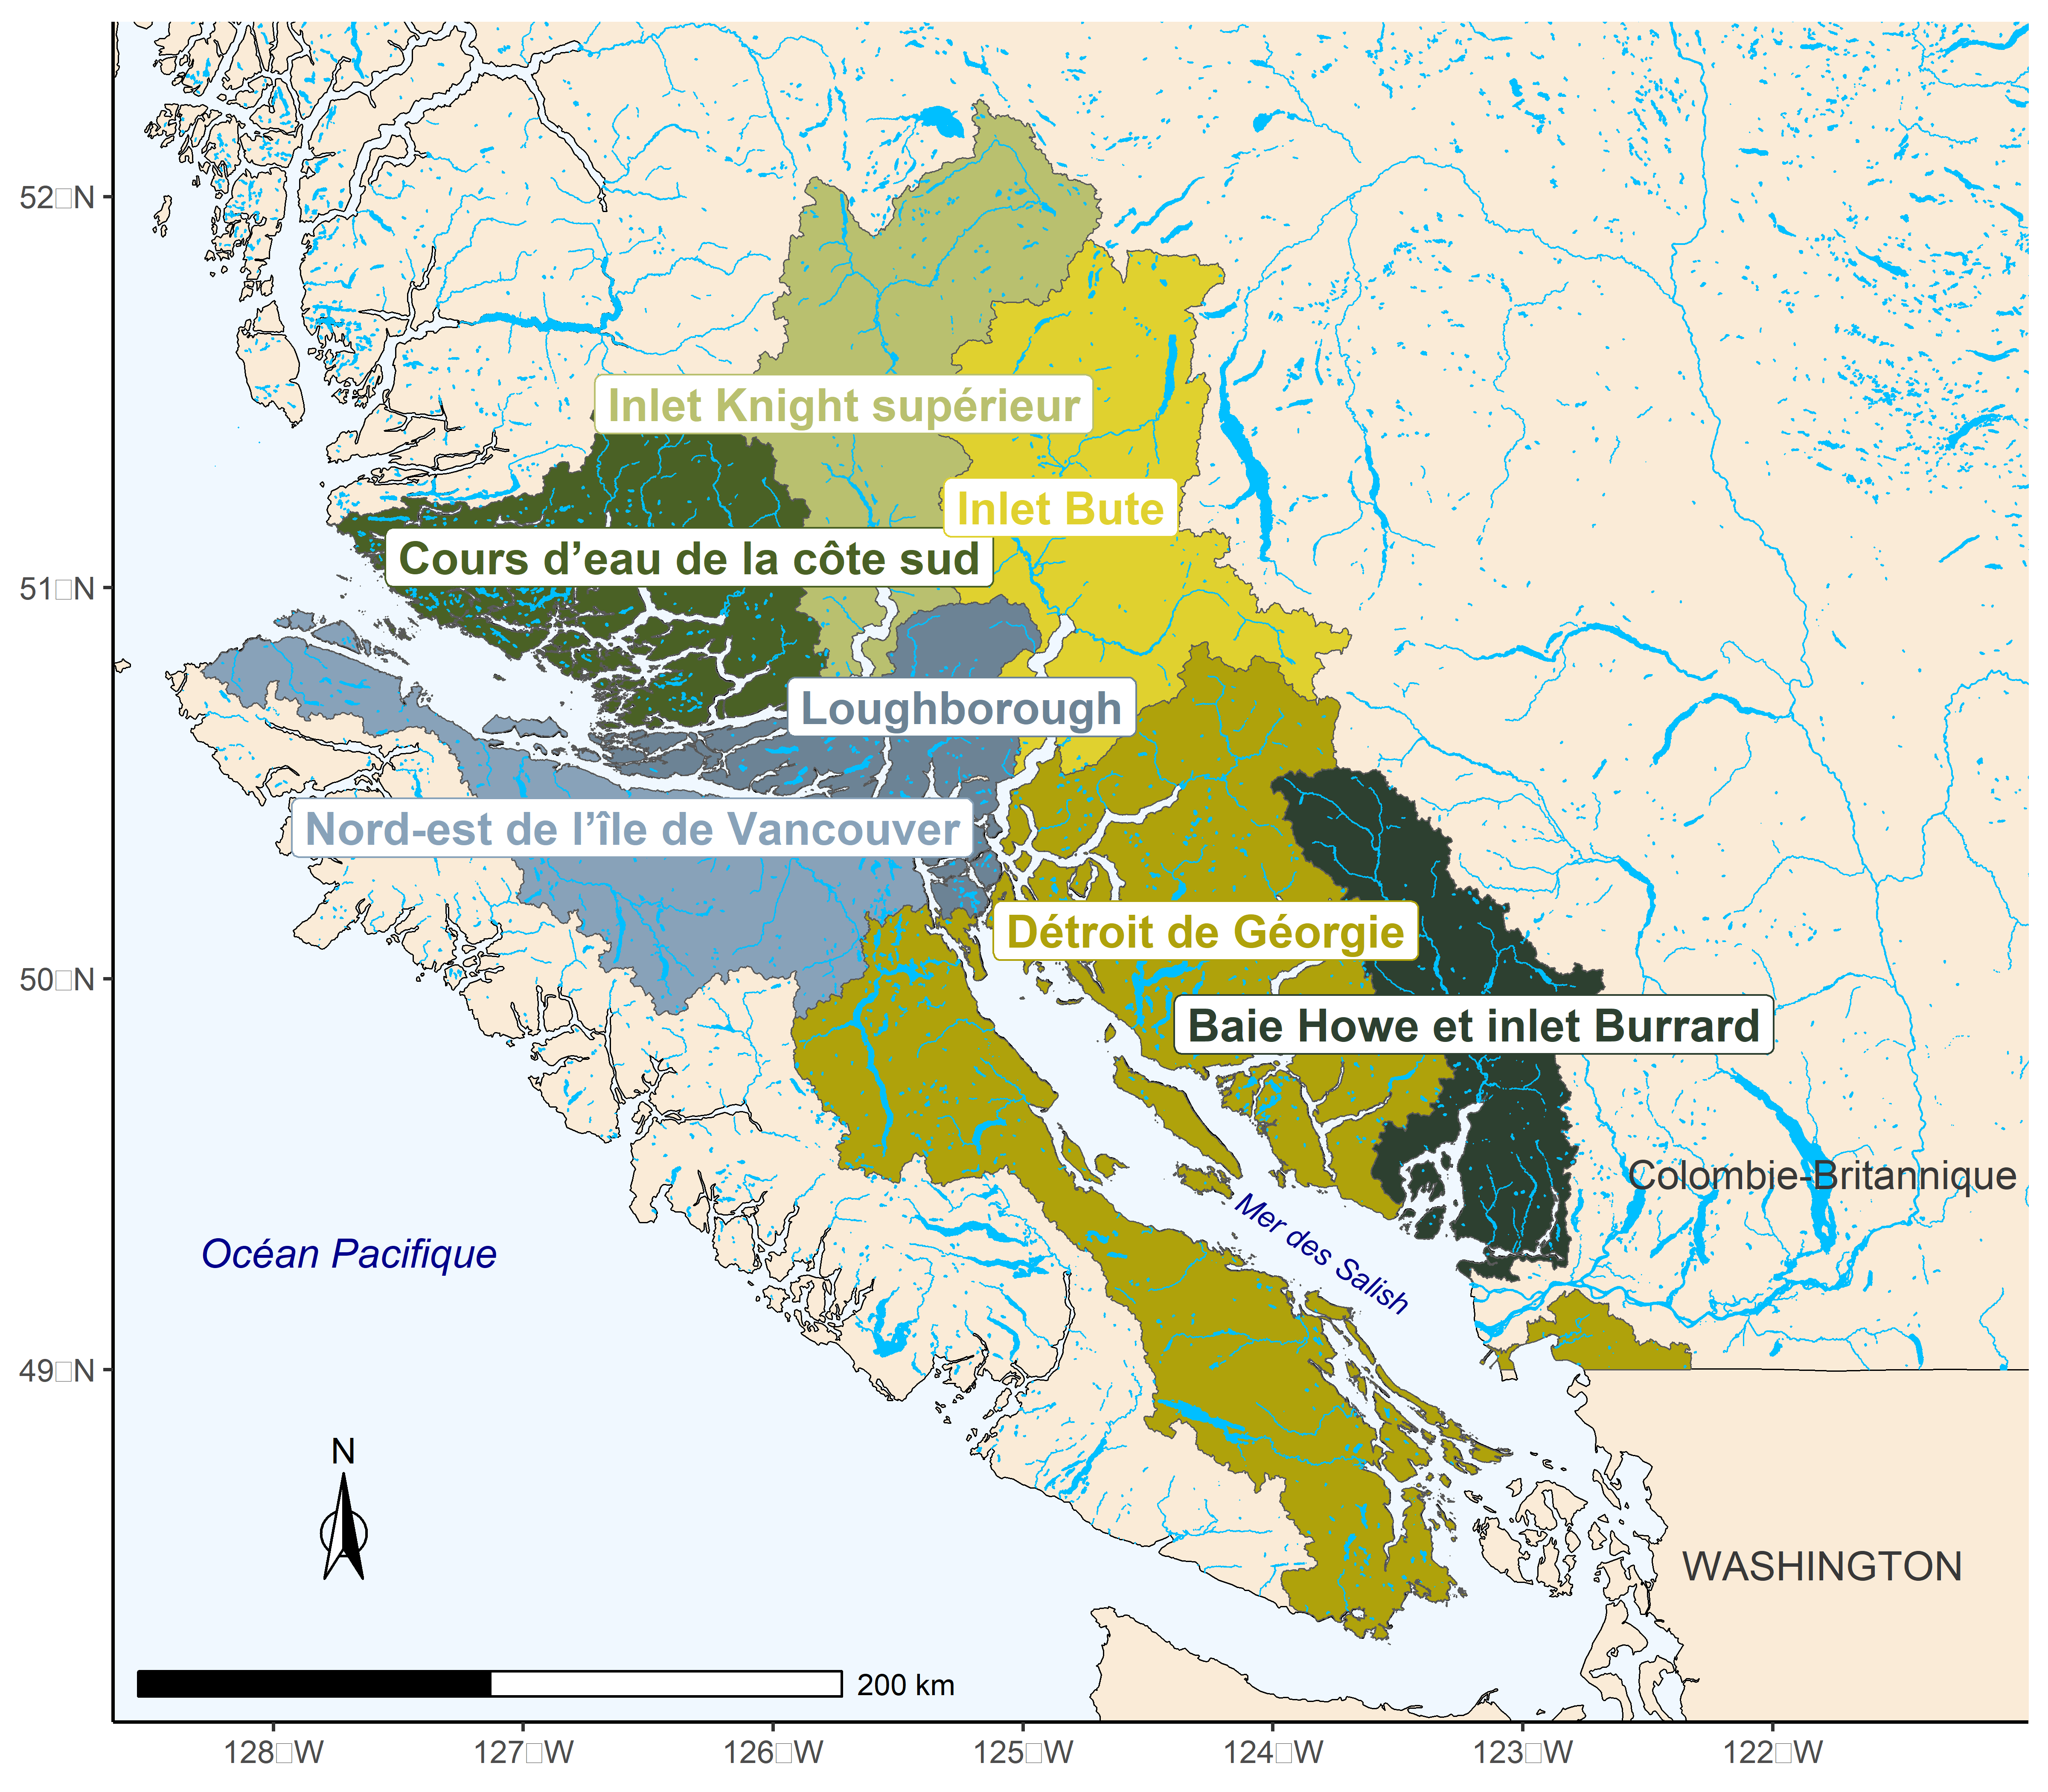 52□N
51□N
50□N
49□N
Inlet Knight supérieur
Inlet Bute
Cours d’eau de la côte sud
Loughborough
Nord-est de l’île de Vancouver
Détroit de Géorgie
Baie Howe et inlet Burrard
Colombie-Britannique
Mer des Salish
Océan Pacifique
N
WASHINGTON
200 km
128□W
127□W
126□W
125□W
124□W
123□W
122□W